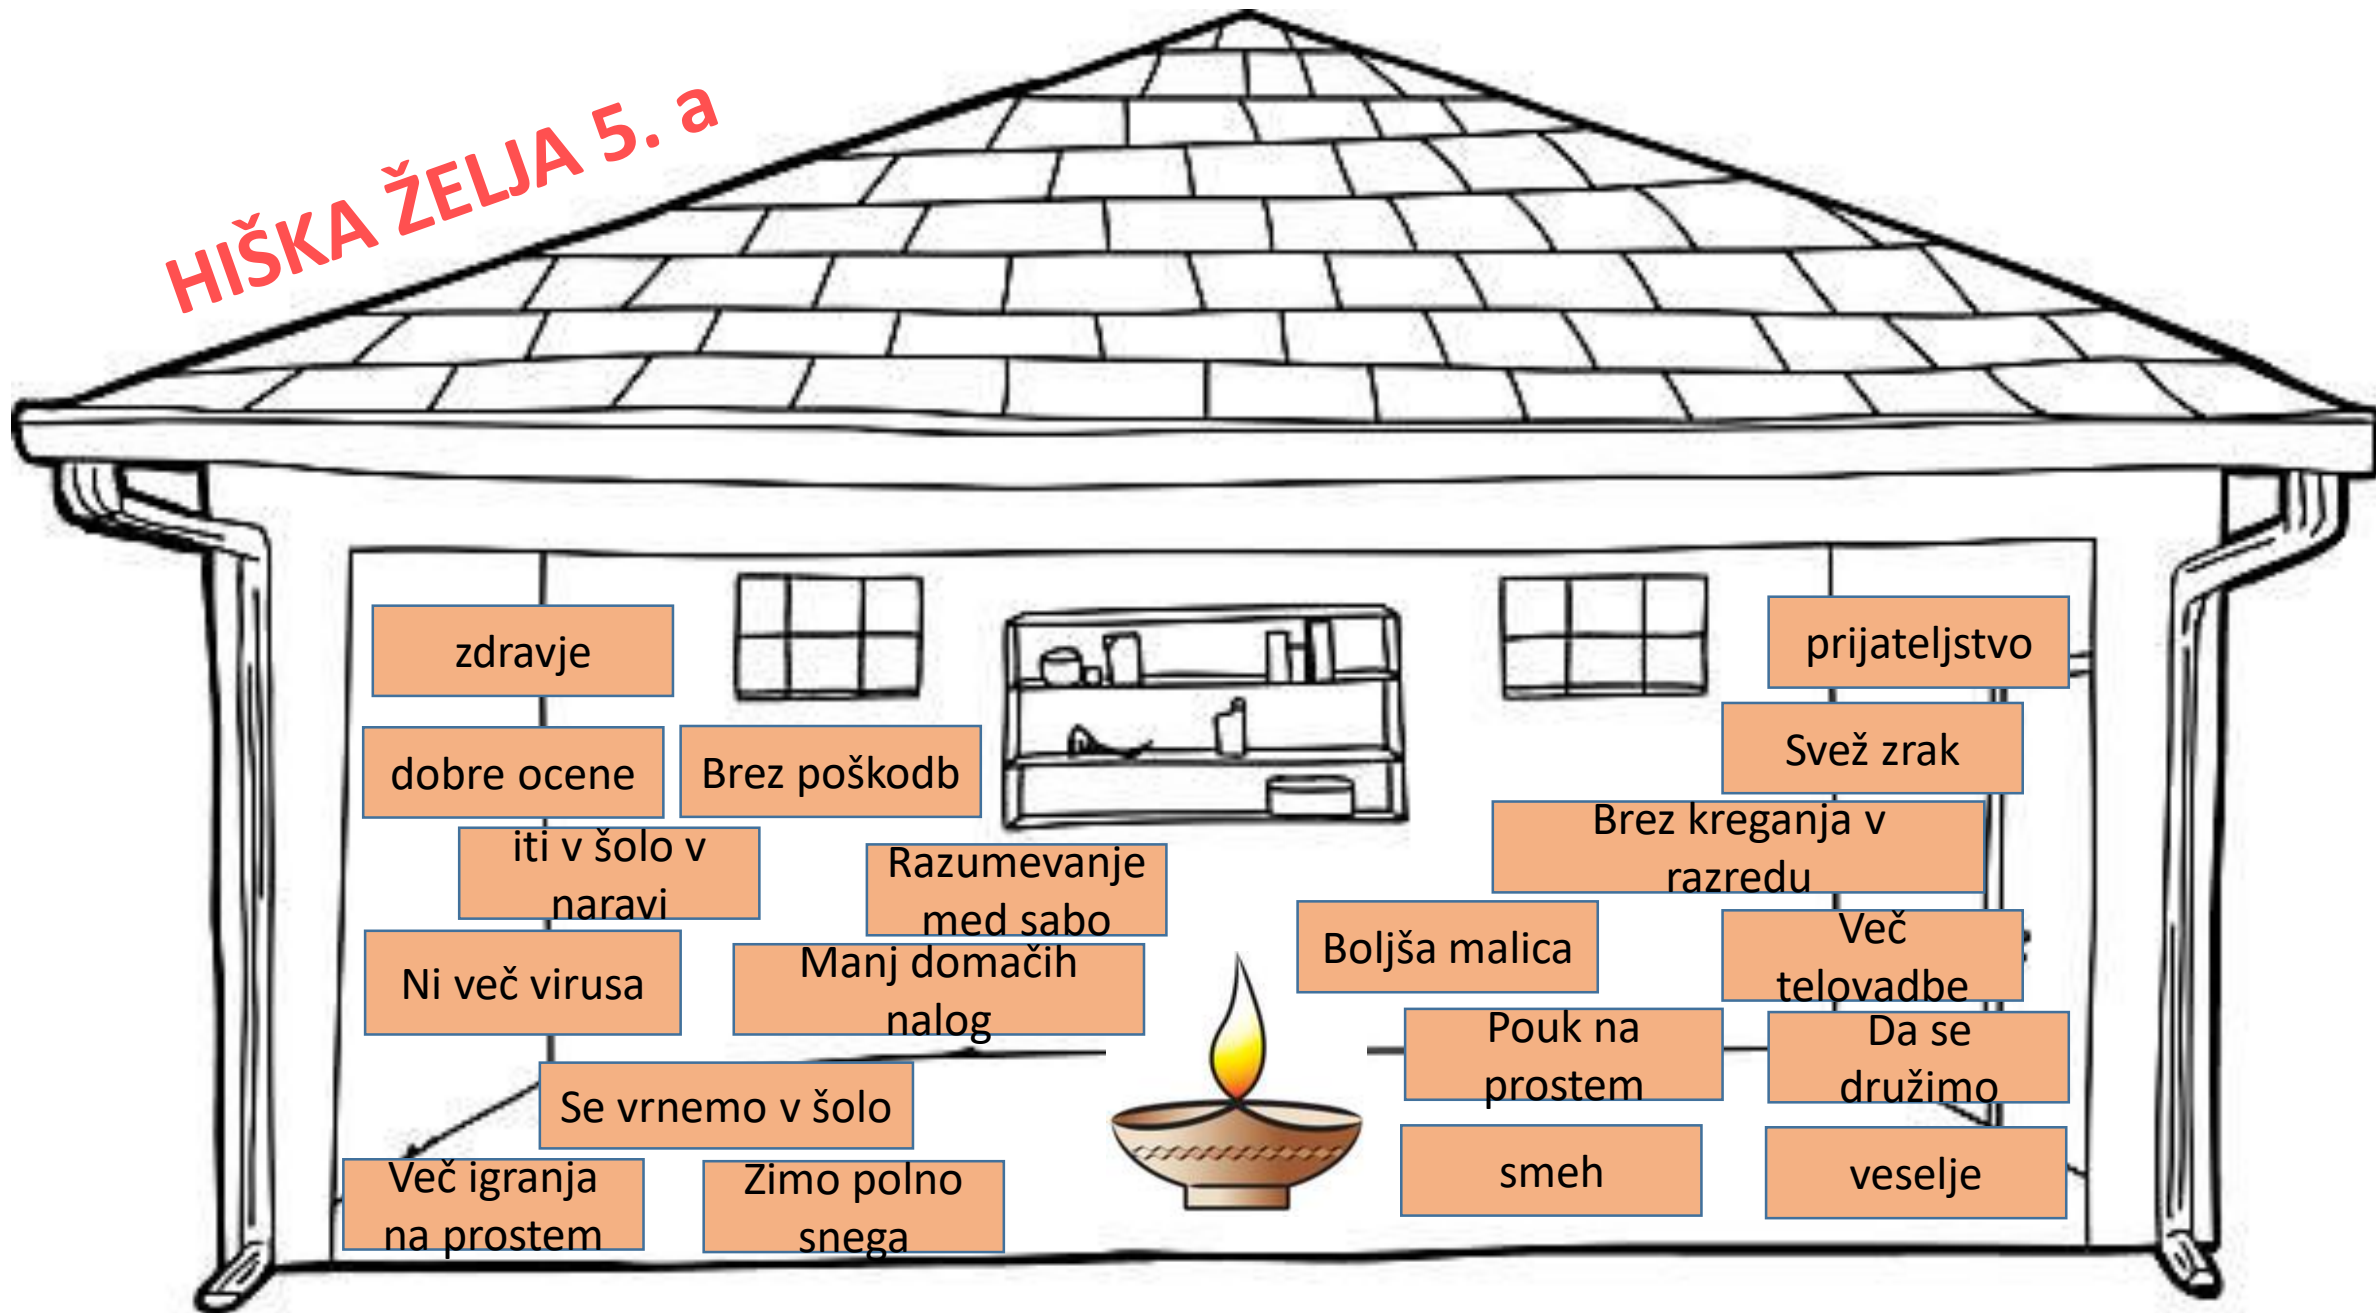 HIŠKA ŽELJA 5. a
zdravje
prijateljstvo
Svež zrak
dobre ocene
Brez poškodb
Brez kreganja v
razredu
iti v šolo v
naravi
Razumevanje
med sabo
Boljša malica
Več
telovadbe
Ni več virusa
Manj domačih
nalog
Pouk na
prostem
Da se
družimo
Se vrnemo v šolo
smeh
veselje
Več igranja
na prostem
Zimo polno
snega